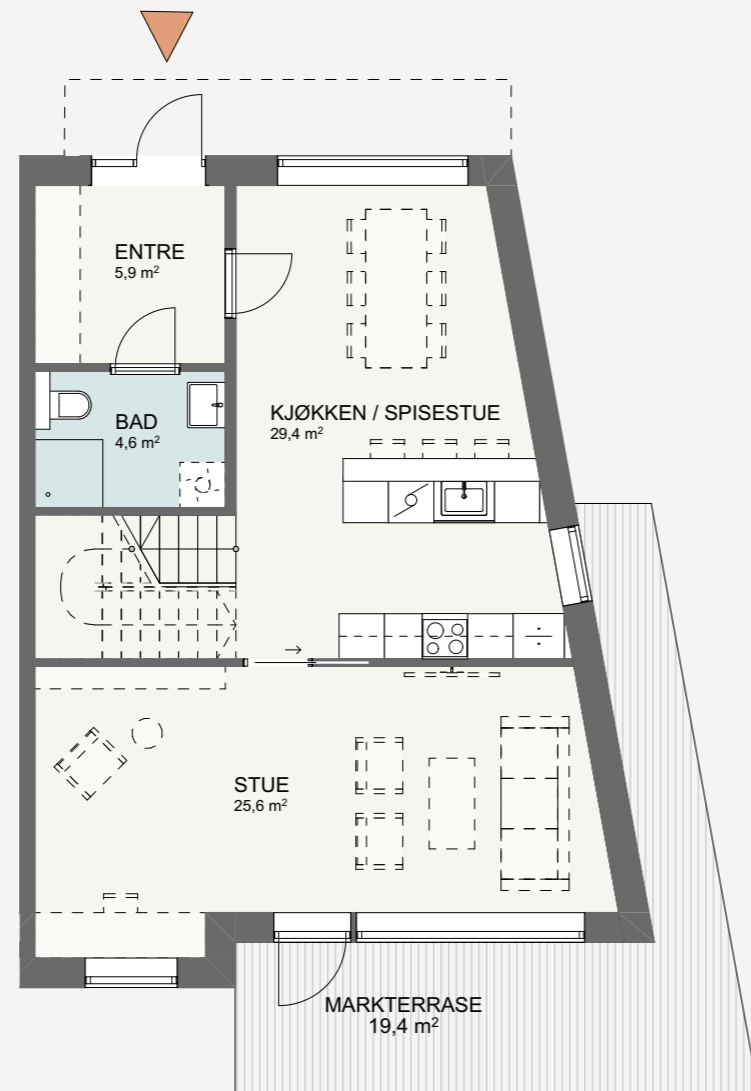 ENTRE
5,9 m²
BAD
4,6 m²
KJØKKEN / SPISESTUE
29,4 m²
STUE
25,6 m²
MARKTERRASE
19,4 m²